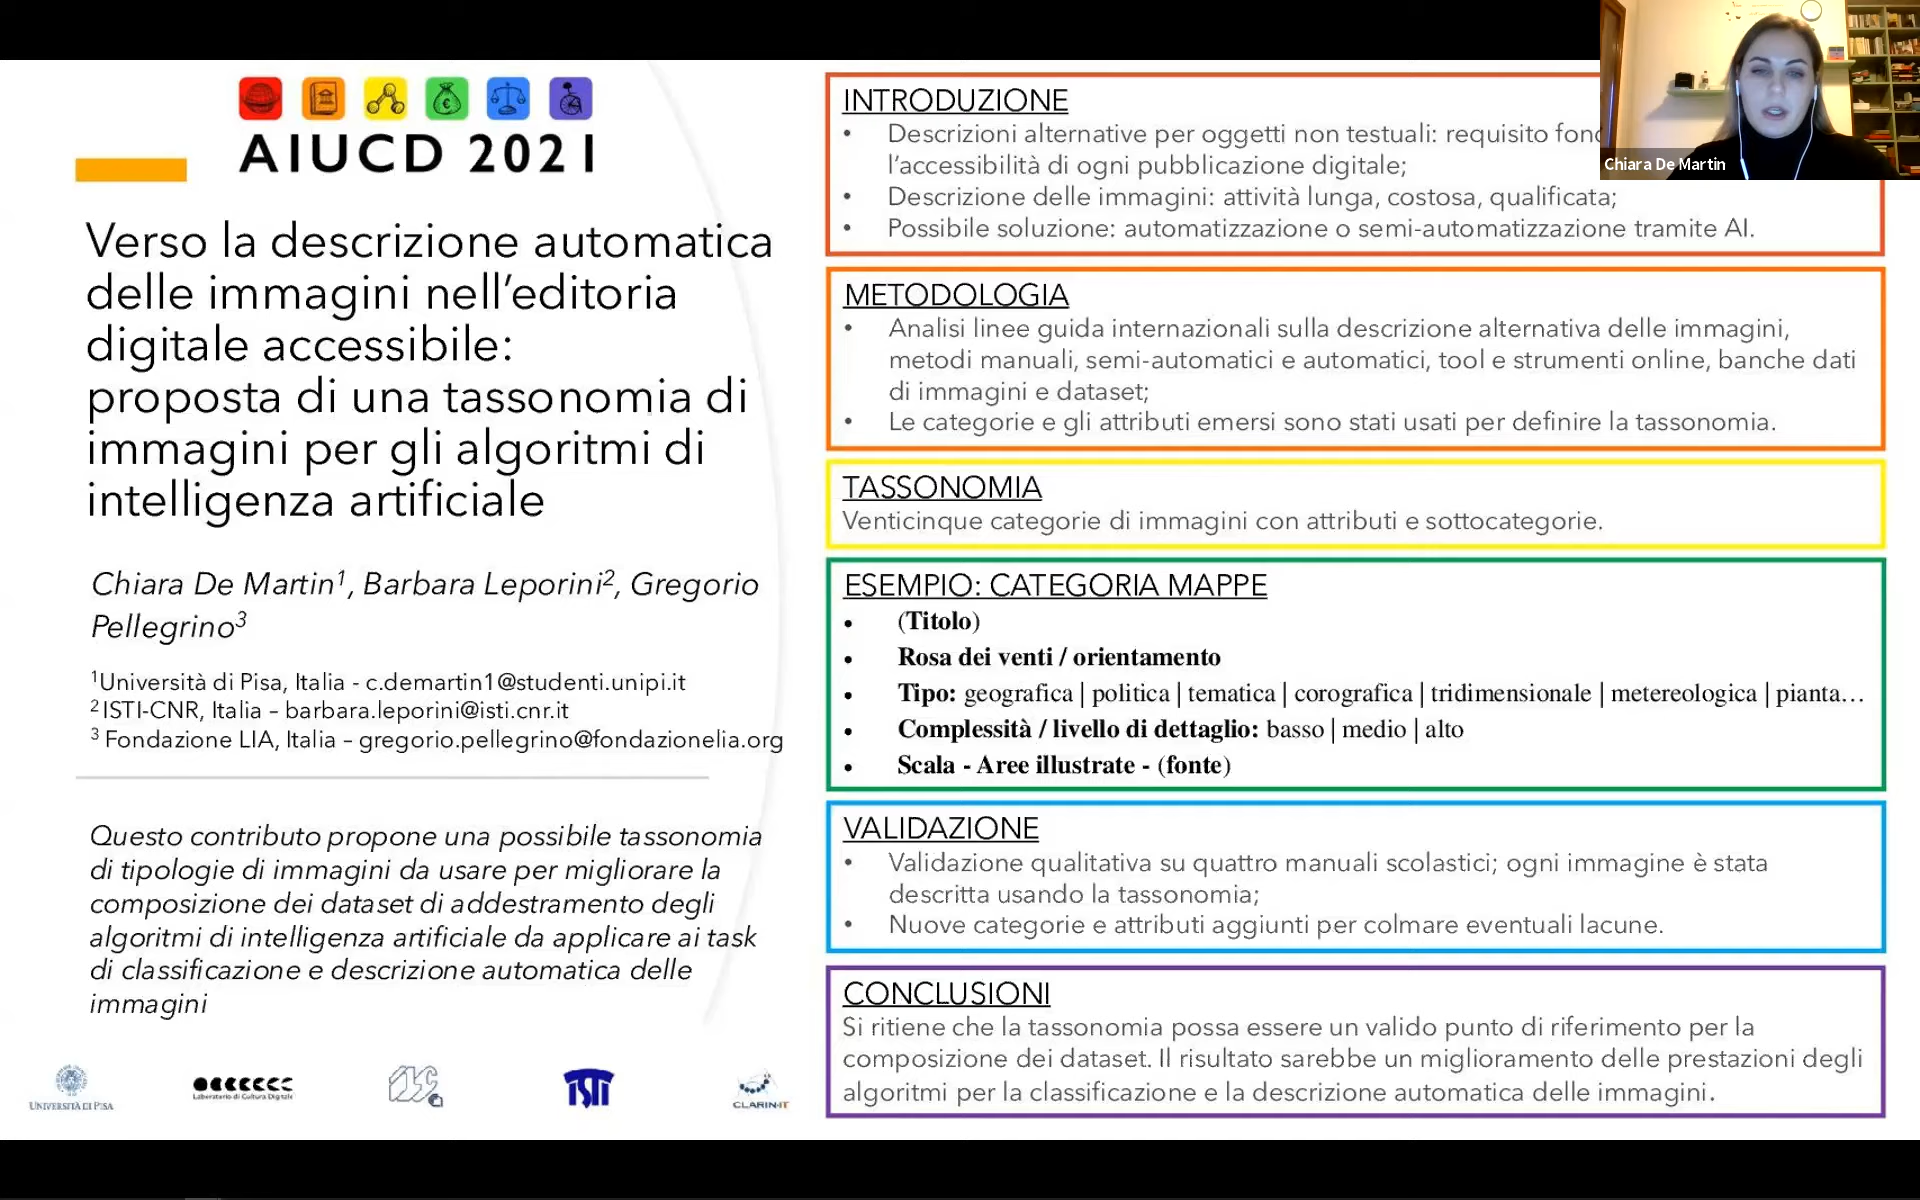 AIUCD 2021
Verso la descrizione automatica
delle immagini nell’editoria
digitale accessibile:
proposta di una tassonomia di
immagini per gli algoritmi di
intelligenza artificiale
Chiara De Martin¹, Barbara Leporini², Gregorio
Pellegrino³
¹Università di Pisa, Italia - c.demartin1@studenti.unipi.it
² ISTI-CNR, Italia – barbara.leporini@isti.cnr.it
³ Fondazione LIA, Italia – gregorio.pellegrino@fondazionelia.org
Questo contributo propone una possibile tassonomia
di tipologie di immagini da usare per migliorare la
composizione dei dataset di addestramento degli
algoritmi di intelligenza artificiale da applicare ai task
di classificazione e descrizione automatica delle
immagini
UNIVERSITÀ DI PISA
Laboratorio di Cultura Digitale
ISTI
CLARIN-IT
INTRODUZIONE
• Descrizioni alternative per oggetti non testuali: requisito
l’accessibilità di ogni pubblicazione digitale;
• Descrizione delle immagini: attività lunga, costosa, qualificata;
• Possibile soluzione: automatizzazione o semi-automatizzazione tramite AI.
Chiara De Martin
METODOLOGIA
• Analisi linee guida internazionali sulla descrizione alternativa delle immagini,
metodi manuali, semi-automatici e automatici, tool e strumenti online, banche dati
di immagini e dataset;
• Le categorie e gli attributi emersi sono stati usati per definire la tassonomia.
TASSONOMIA
Venticinque categorie di immagini con attributi e sottocategorie.
ESEMPIO: CATEGORIA MAPPE
• (Titolo)
• Rosa dei venti / orientamento
• Tipo: geografica | politica | tematica | corografica | tridimensionale | metereologica | pianta…
• Complessità / livello di dettaglio: basso | medio | alto
• Scala - Aree illustrate - (fonte)
VALIDAZIONE
• Validazione qualitativa su quattro manuali scolastici; ogni immagine è stata
descritta usando la tassonomia;
• Nuove categorie e attributi aggiunti per colmare eventuali lacune.
CONCLUSIONI
Si ritiene che la tassonomia possa essere un valido punto di riferimento per la
composizione dei dataset. Il risultato sarebbe un miglioramento delle prestazioni degli
algoritmi per la classificazione e la descrizione automatica delle immagini.